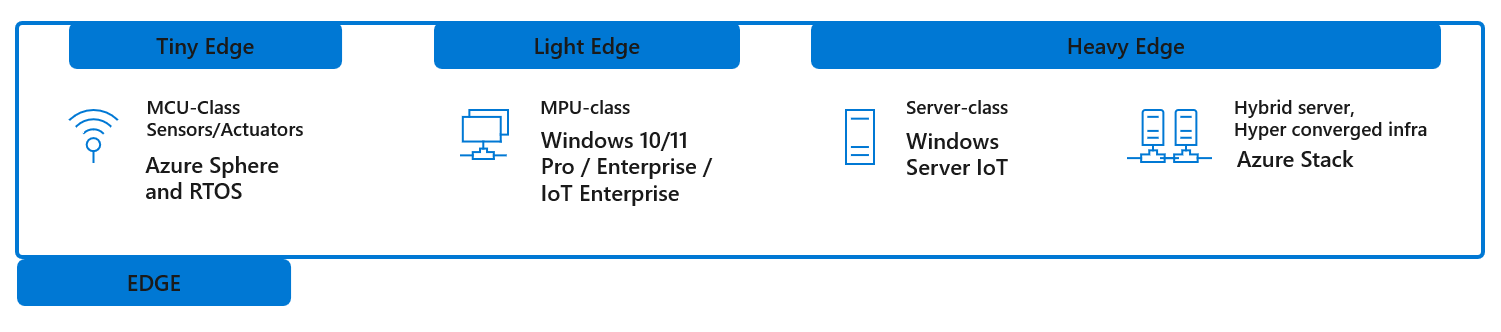 Tiny Edge
MCU-Class
Sensors/Actuators
Azure Sphere
and RTOS
Light Edge
MPU-class
Windows 10/11
Pro / Enterprise /
IoT Enterprise
Heavy Edge
Server-class
Windows
Server IoT
Hybrid server,
Hyper converged infra
Azure Stack
EDGE